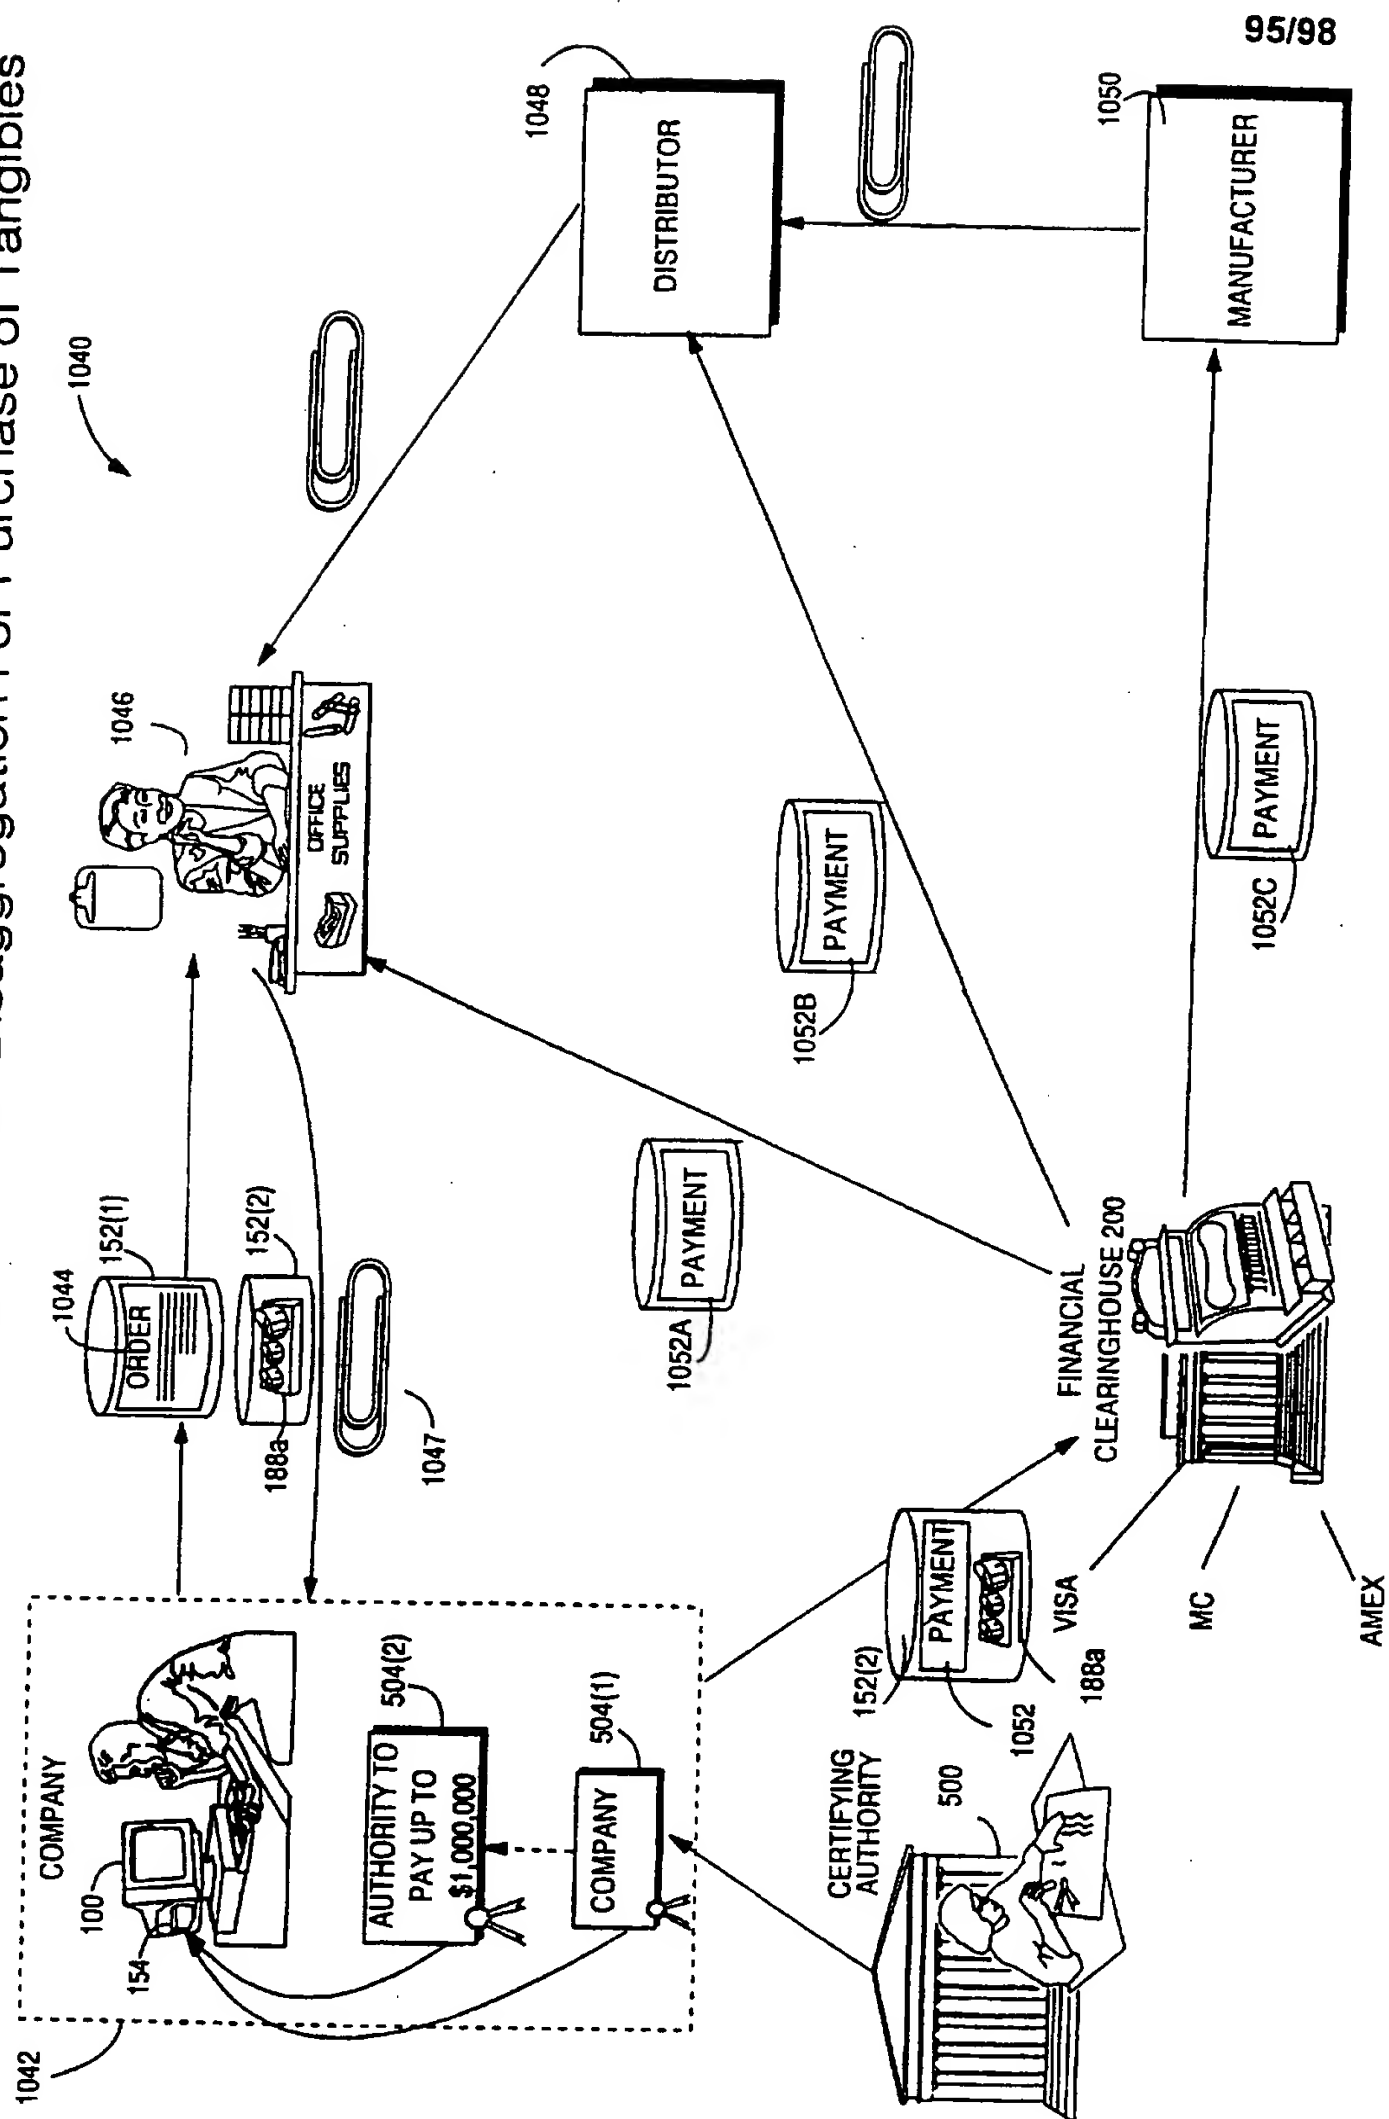 For Purchase of Tangibles
95/98
1040
1042
COMPANY
100
154
AUTHORITY TO
PAY UP TO
$1,000,000
504(2)
COMPANY
504(1)
1044
ORDER
152(1)
152(2)
188a
1047
1046
OFFICE
SUPPLIES
1048
DISTRIBUTOR
1050
MANUFACTURER
PAYMENT
1052A
PAYMENT
1052B
PAYMENT
1052C
FINANCIAL
CLEARINGHOUSE 200
152(2)
PAYMENT
1052
188a
VISA
MC
AMEX
CERTIFYING
AUTHORITY
500